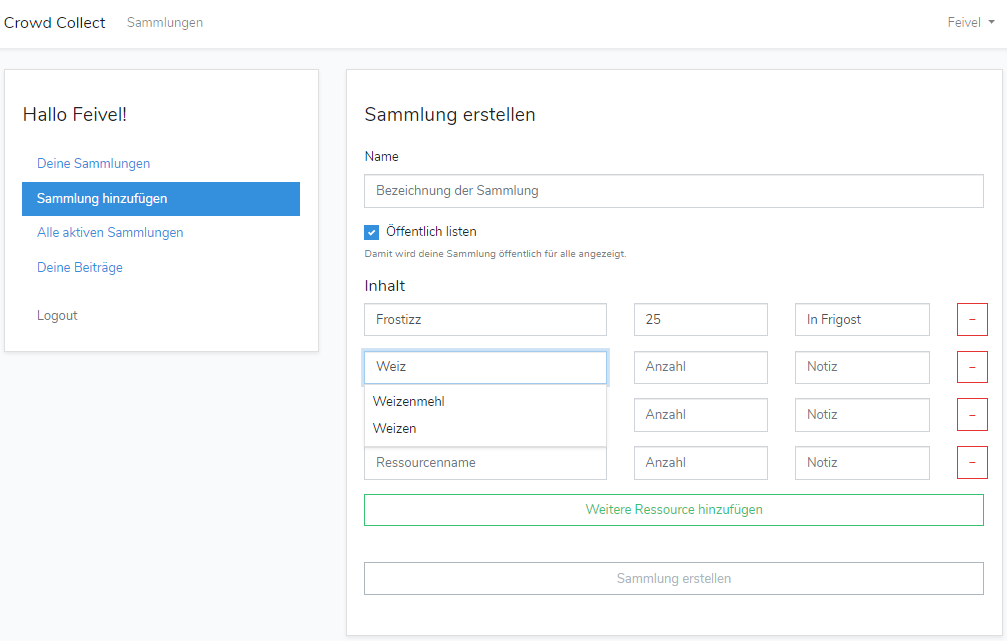 Crowd Collect Sammlungen Feivel
Hallo Feivel!
Deine Sammlungen
Sammlung hinzufügen
Alle aktiven Sammlungen
Deine Beiträge
Logout
Sammlung erstellen
Name
Bezeichnung der Sammlung
Öffentlich listen
Damit wird deine Sammlung öffentlich für alle angezeigt.
Inhalt
Frostizz 25 In Frigost –
Weiz Anzahl Notiz –
Weizenmehl
Anzahl Notiz –
Weizen
Ressourcenname Anzahl Notiz –
Weitere Ressource hinzufügen
Sammlung erstellen